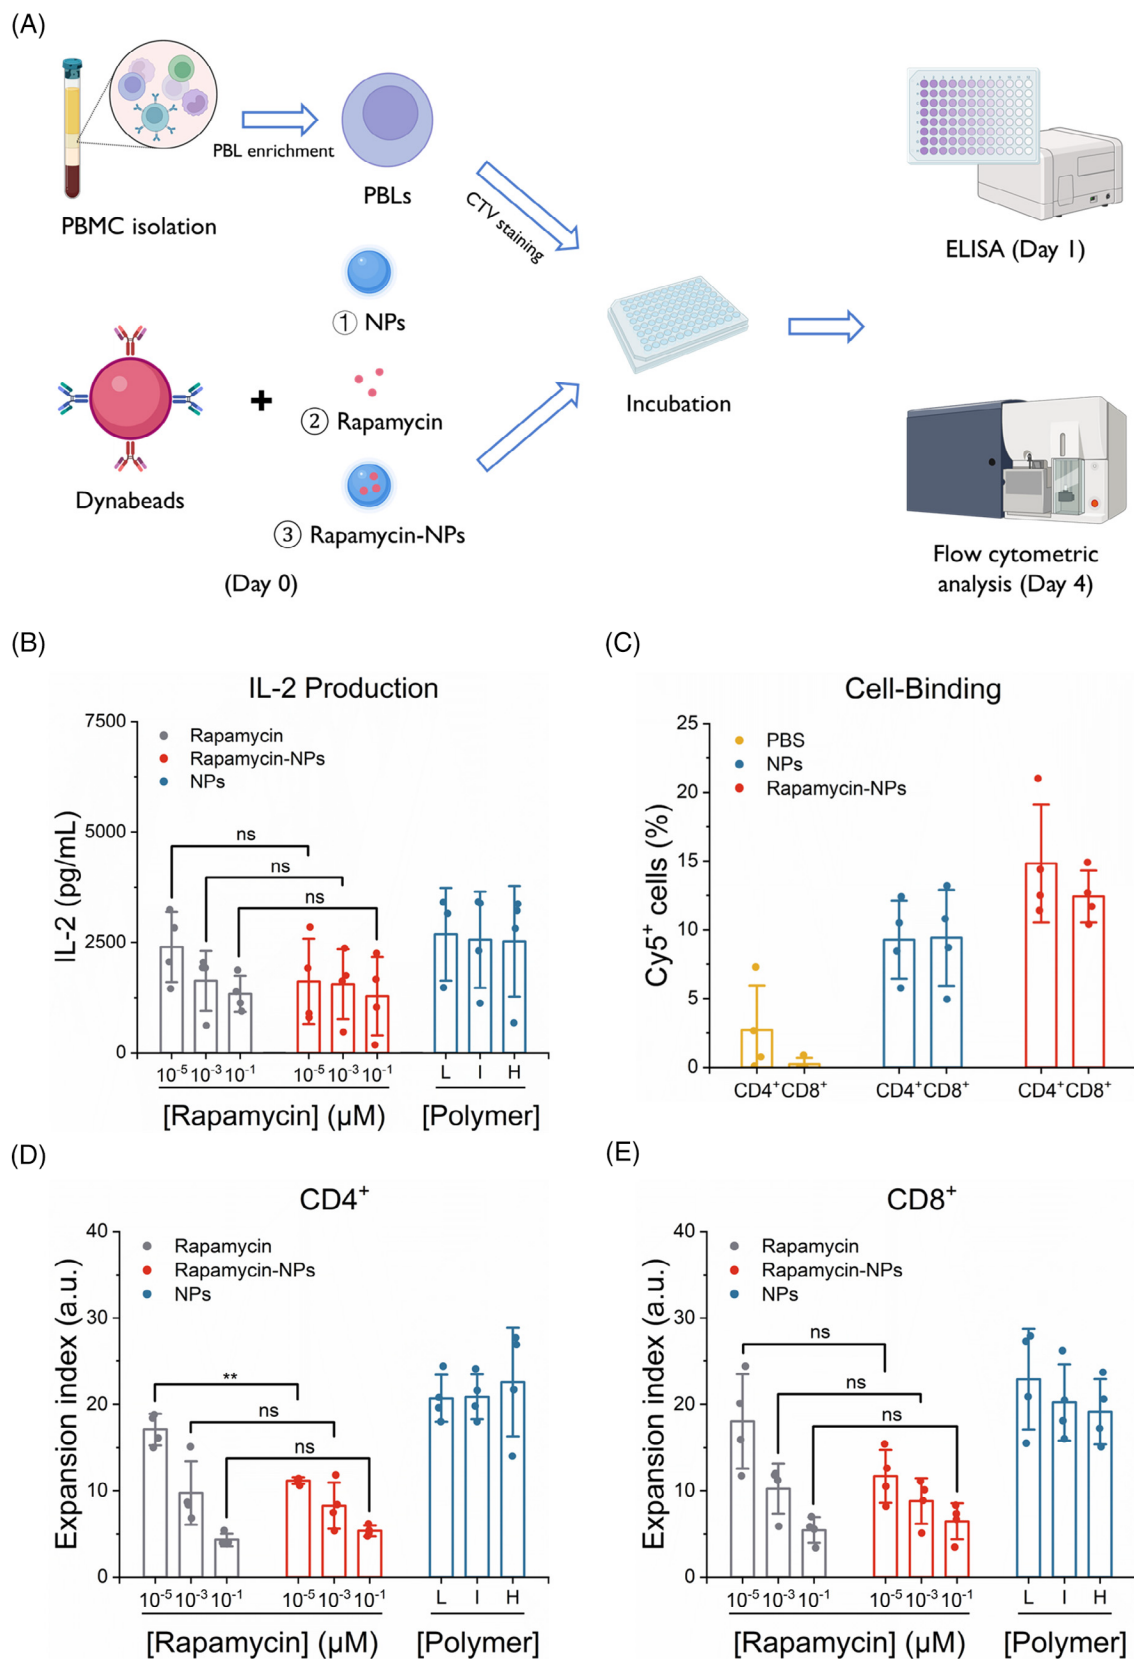 (A)
PBMC isolation
PBL enrichment
PBLs
CTV staining
① NPs
② Rapamycin
③ Rapamycin-NPs
Dynabeads
+
(Day 0)
Incubation
ELISA (Day 1)
Flow cytometric
analysis (Day 4)
(B)
IL-2 Production
Rapamycin
Rapamycin-NPs
NPs
IL-2 (pg/mL)
7500
5000
2500
0
ns
ns
ns
10⁻⁵ 10⁻³ 10⁻¹ 10⁻⁵ 10⁻³ 10⁻¹ L I H
[Rapamycin] (µM) [Polymer]
(C)
Cell-Binding
PBS
NPs
Rapamycin-NPs
Cy5⁺ cells (%)
25
20
15
10
5
0
CD4⁺CD8⁺ CD4⁺CD8⁺ CD4⁺CD8⁺
(D)
CD4⁺
Rapamycin
Rapamycin-NPs
NPs
Expansion index (a.u.)
40
30
20
10
0
**
ns
ns
10⁻⁵ 10⁻³ 10⁻¹ 10⁻⁵ 10⁻³ 10⁻¹ L I H
[Rapamycin] (µM) [Polymer]
(E)
CD8⁺
Rapamycin
Rapamycin-NPs
NPs
Expansion index (a.u.)
40
30
20
10
0
ns
ns
ns
10⁻⁵ 10⁻³ 10⁻¹ 10⁻⁵ 10⁻³ 10⁻¹ L I H
[Rapamycin] (µM) [Polymer]